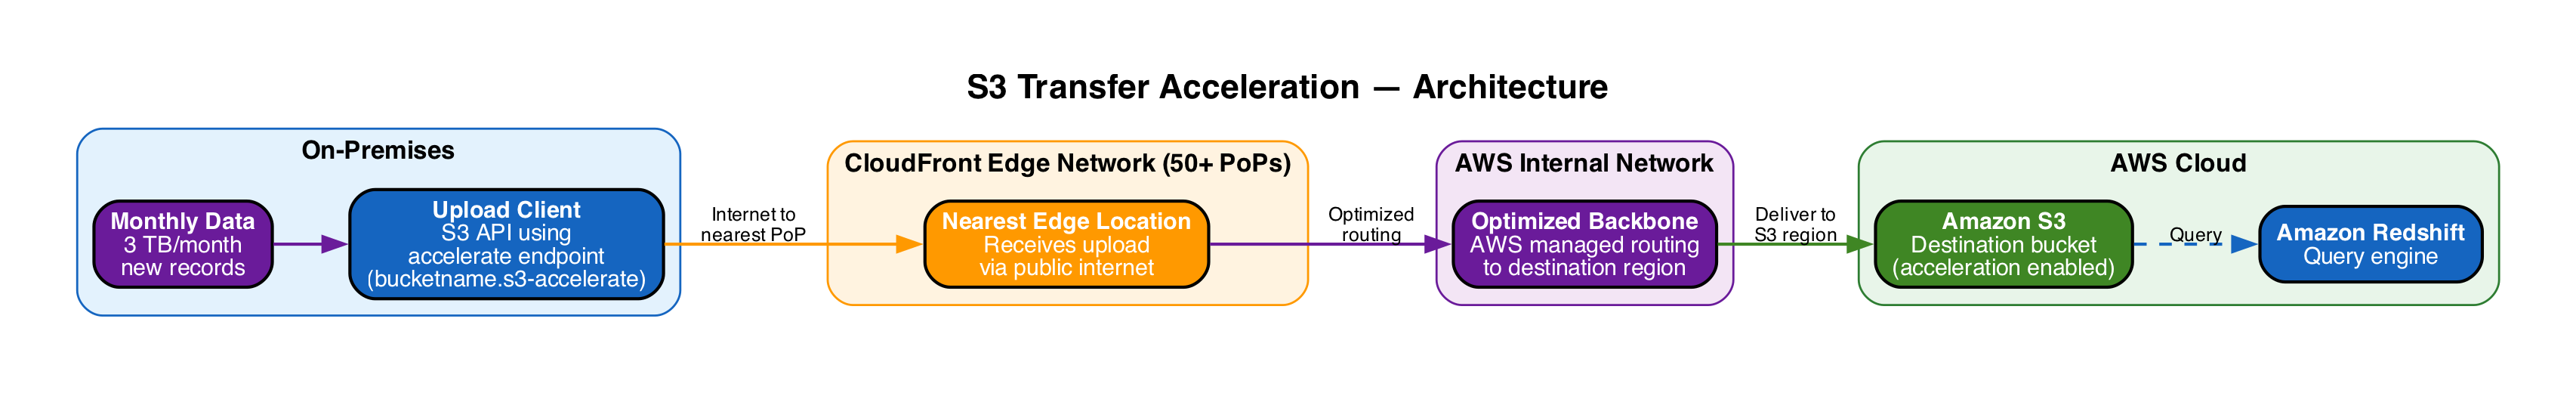 S3 Transfer Acceleration — Architecture
On-Premises
Monthly Data
3 TB/month
new records
Upload Client
S3 API using
accelerate endpoint
(bucketname.s3-accelerate)
Internet to
nearest PoP
CloudFront Edge Network (50+ PoPs)
Nearest Edge Location
Receives upload
via public internet
Optimized
routing
AWS Internal Network
Optimized Backbone
AWS managed routing
to destination region
Deliver to
S3 region
AWS Cloud
Amazon S3
Destination bucket
(acceleration enabled)
Query
Amazon Redshift
Query engine